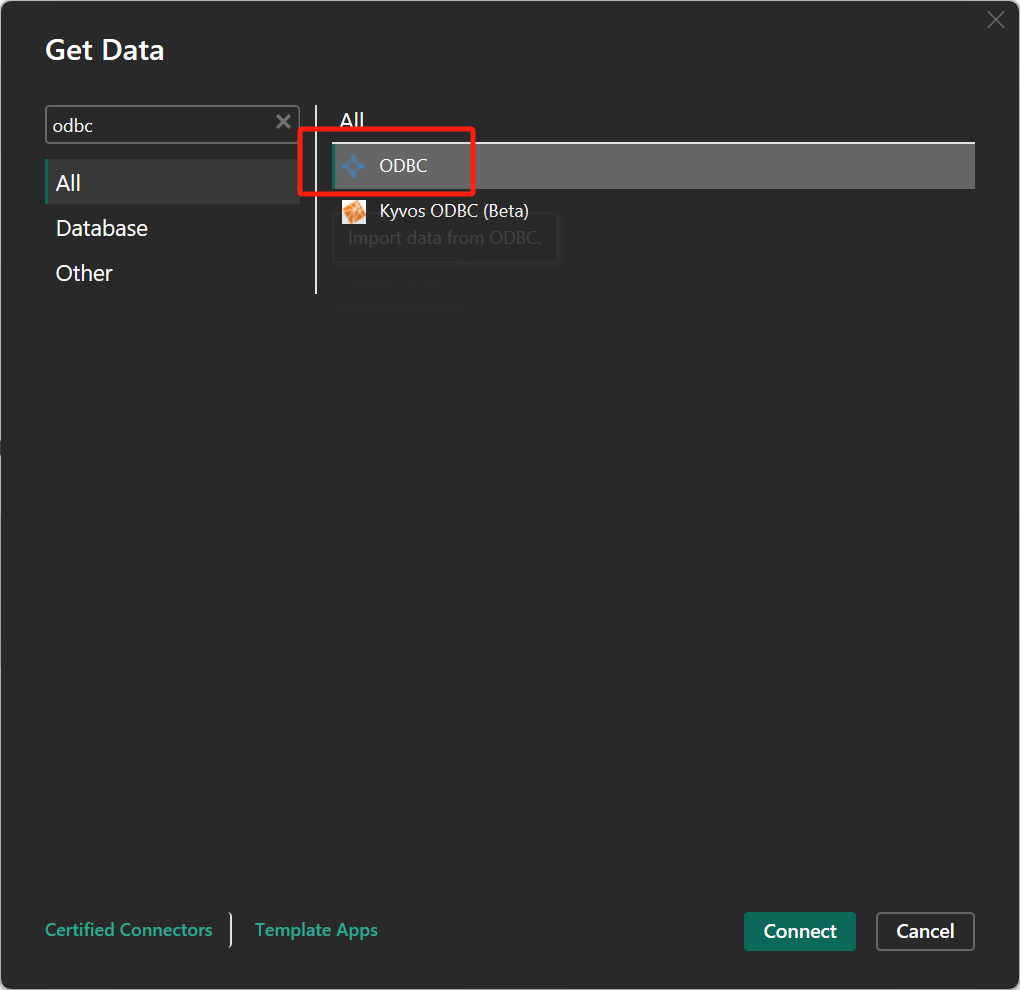 Get Data
odbc
All
Database
Other
All
ODBC
Kyvos ODBC (Beta)
Import data from ODBC.
Certified Connectors
Template Apps
Connect
Cancel